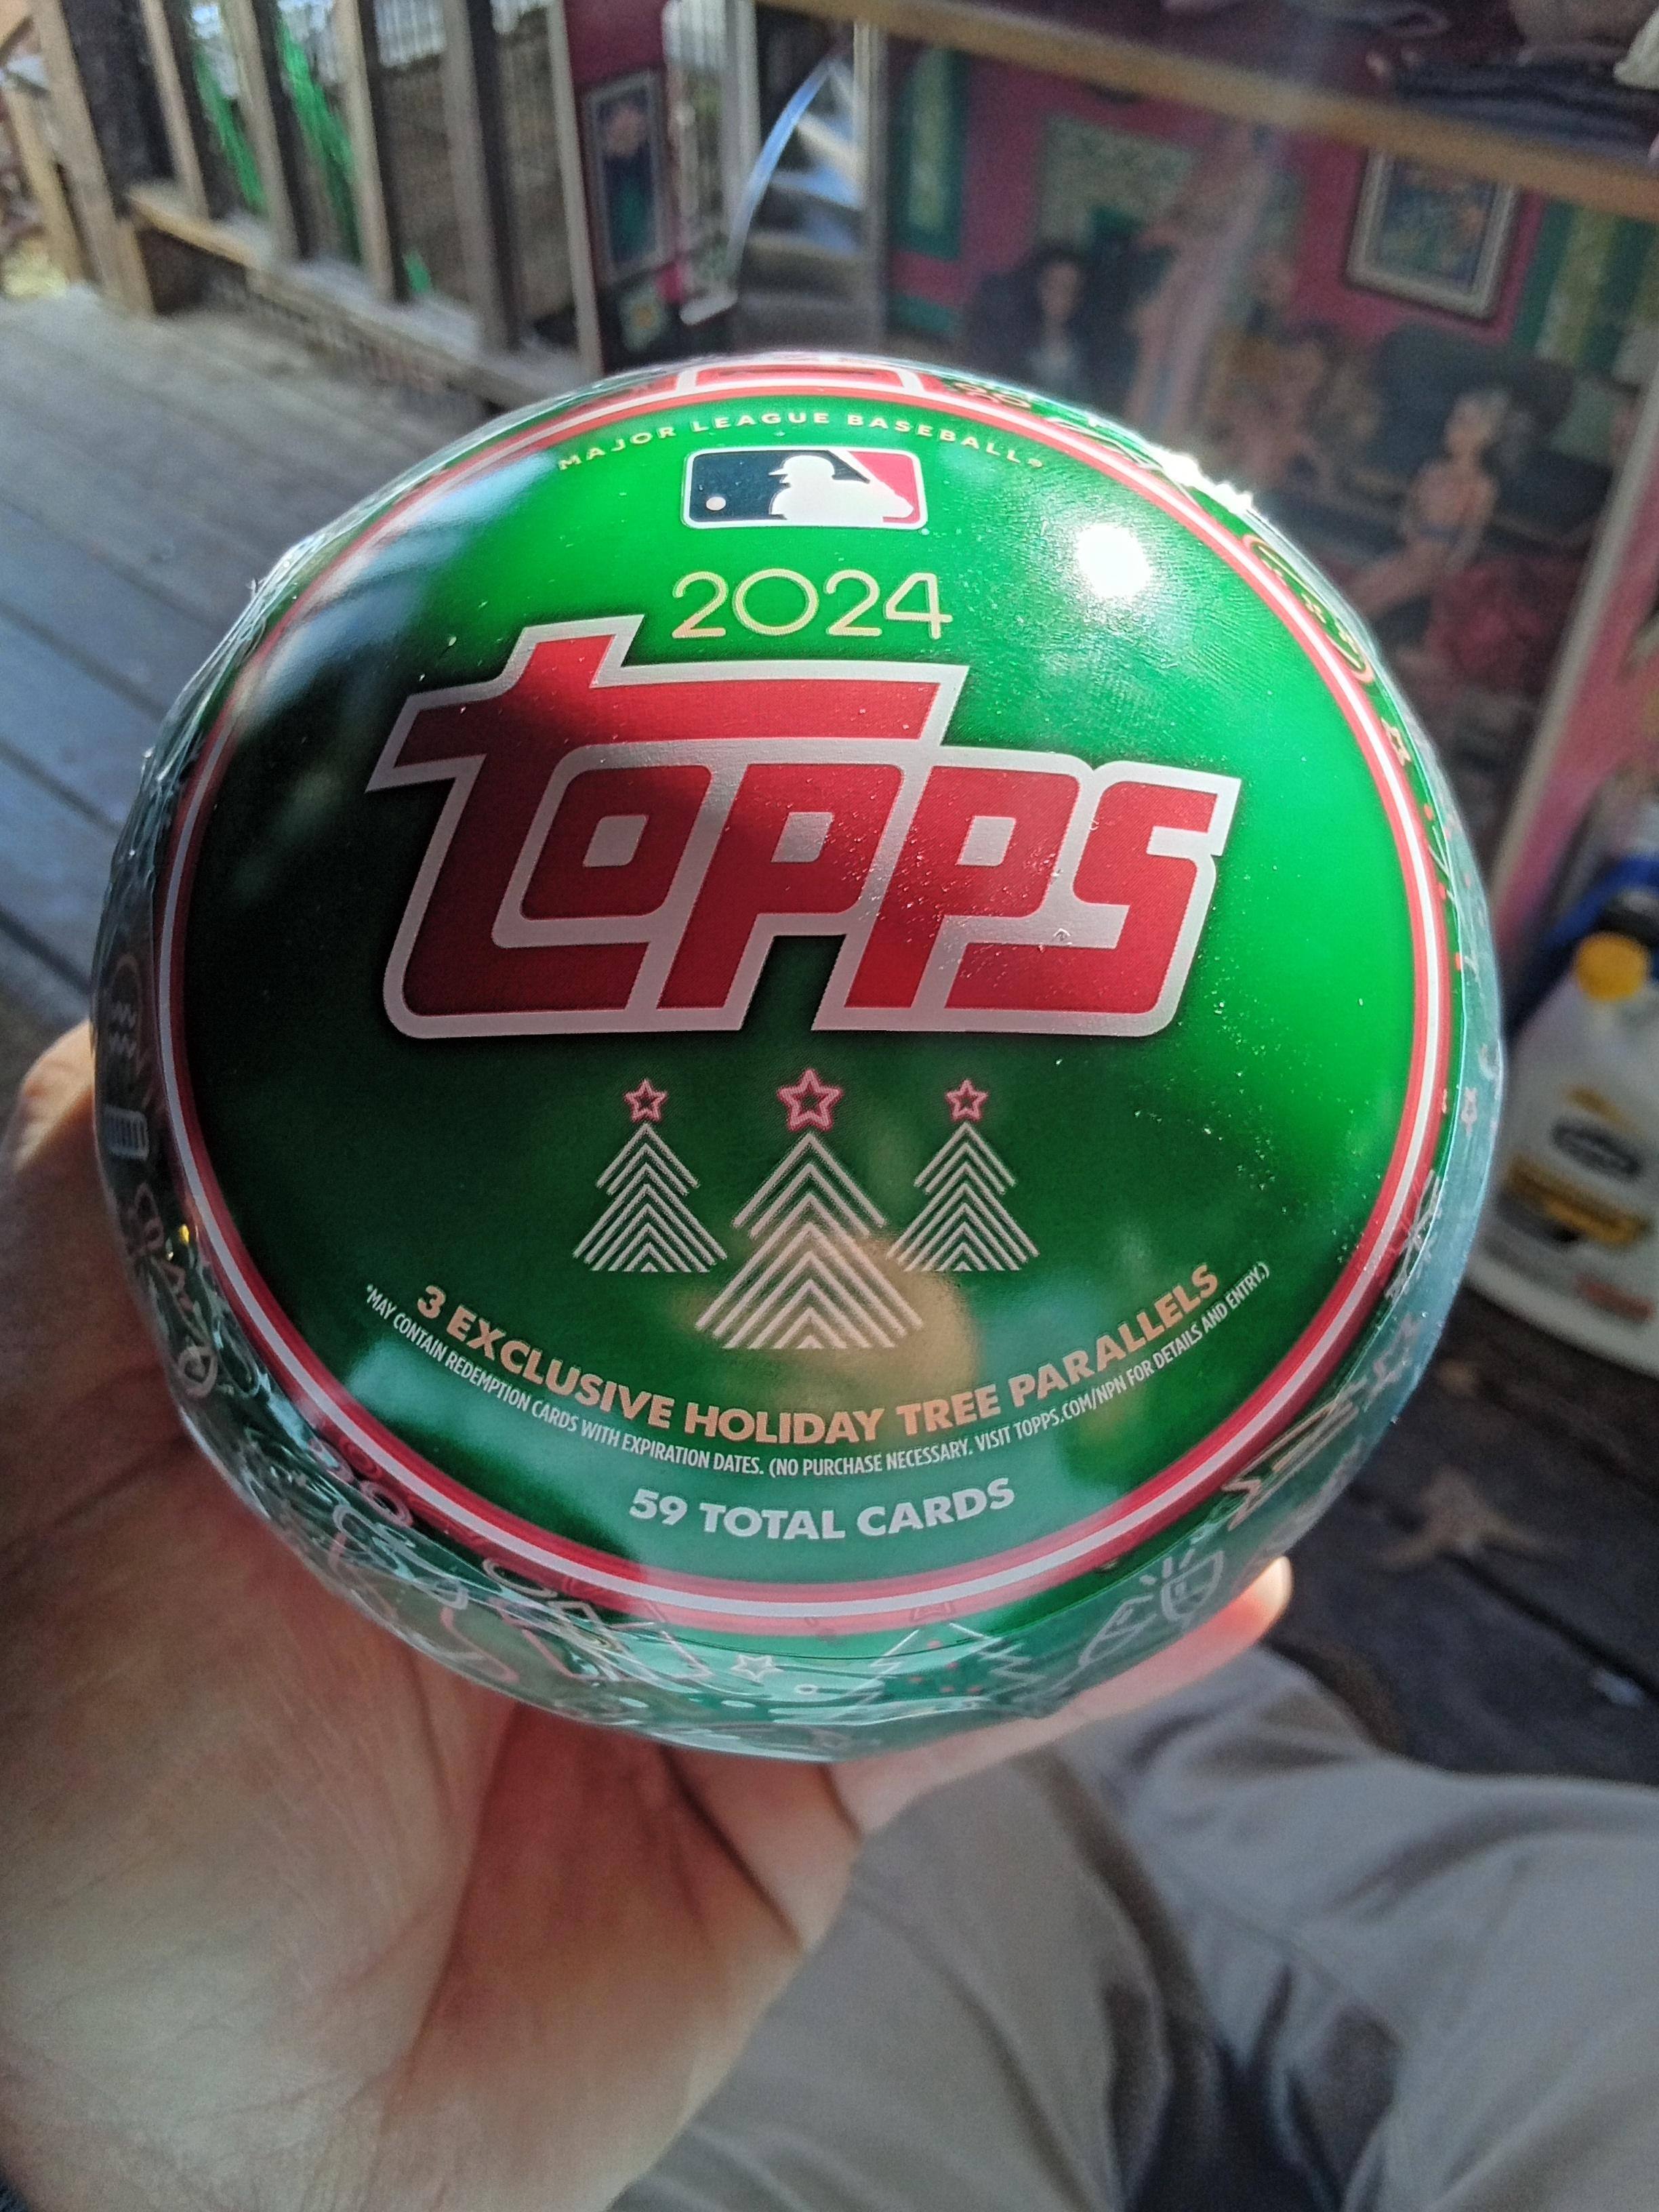 MAJOR LEAGUE BASEBALL®
2024
topps
3 EXCLUSIVE HOLIDAY TREE PARALLELS
*MAY CONTAIN REDEMPTION CARDS WITH EXPIRATION DATES. (NO PURCHASE NECESSARY. VISIT TOPPS.COM/NPN FOR DETAILS AND ENTRY.)
59 TOTAL CARDS